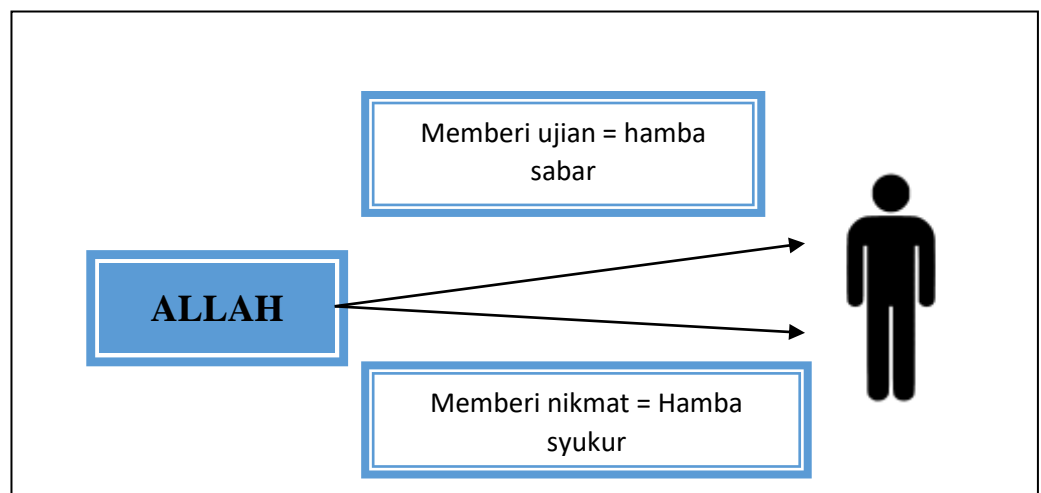 Memberi ujian = hamba
sabar
ALLAH
Memberi nikmat = Hamba
syukur